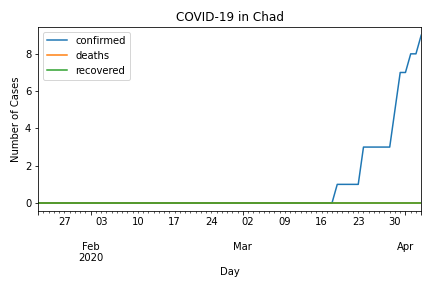 COVID-19 in Chad
confirmed
deaths
recovered
Number of Cases
8
6
4
2
0
27 03 10 17 24 02 09 16 23 30
Feb Mar Apr
2020
Day